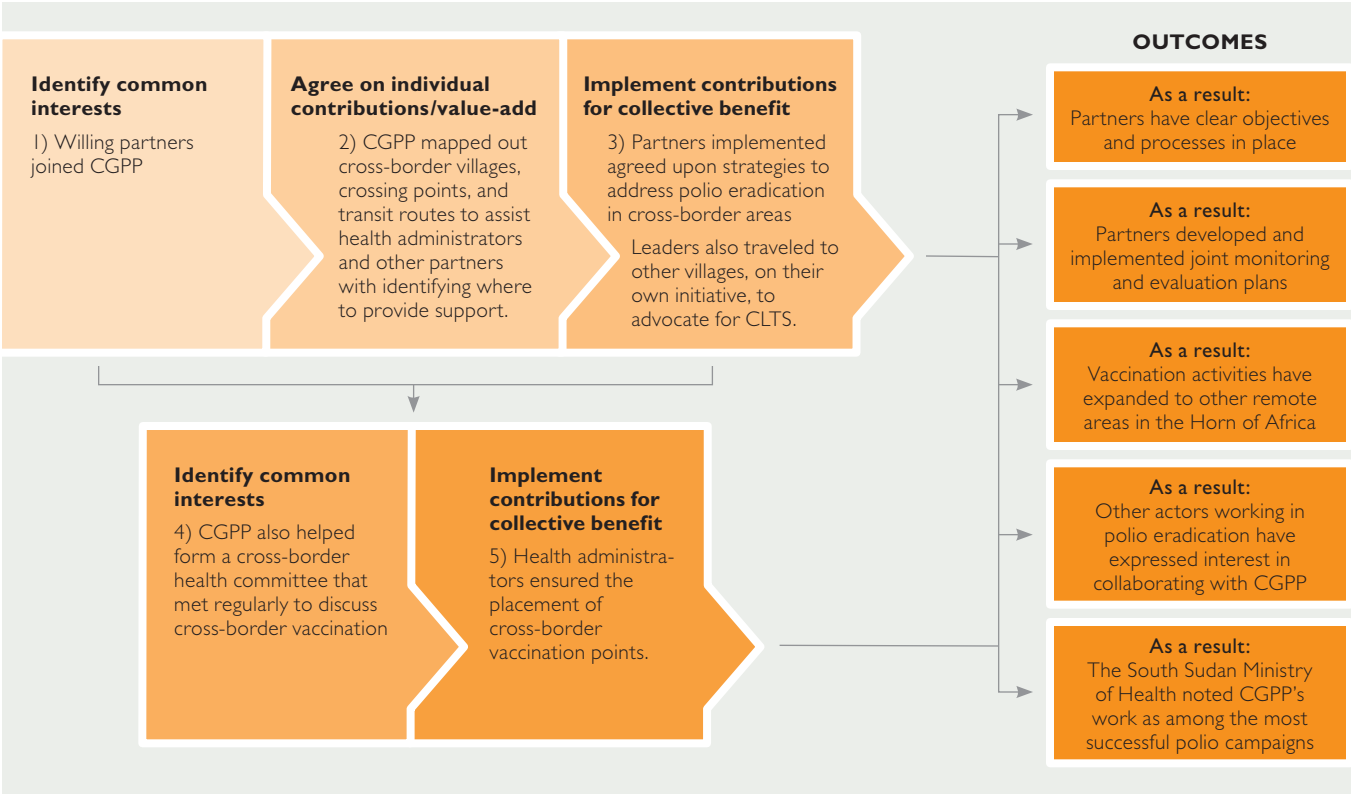 Identify common
interests
1) Willing partners
joined CGPP
Agree on individual
contributions/value-add
2) CGPP mapped out
cross-border villages,
crossing points, and
transit routes to assist
health administrators
and other partners
with identifying where
to provide support.
Implement contributions
for collective benefit
3) Partners implemented
agreed upon strategies to
address polio eradication
in cross-border areas
Leaders also traveled to
other villages, on their
own initiative, to
advocate for CLTS.
Identify common
interests
4) CGPP also helped
form a cross-border
health committee that
met regularly to discuss
cross-border vaccination
Implement
contributions for
collective benefit
5) Health administra-
tors ensured the
placement of
cross-border
vaccination points.
OUTCOMES
As a result:
Partners have clear objectives
and processes in place
As a result:
Partners developed and
implemented joint monitoring
and evaluation plans
As a result:
Vaccination activities have
expanded to other remote
areas in the Horn of Africa
As a result:
Other actors working in
polio eradication have
expressed interest in
collaborating with CGPP
As a result:
The South Sudan Ministry
of Health noted CGPP's
work as among the most
successful polio campaigns